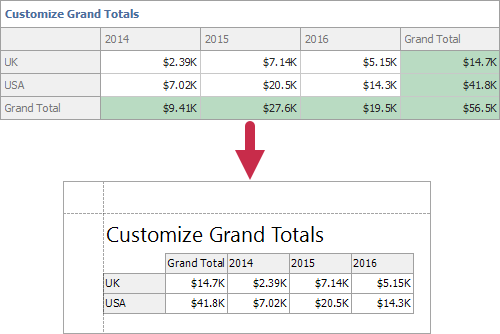 Customize Grand Totals
2014 2015 2016 Grand Total
UK $2.39K $7.14K $5.15K $14.7K
USA $7.02K $20.5K $14.3K $41.8K
Grand Total $9.41K $27.6K $19.5K $56.5K
Customize Grand Totals
Grand Total 2014 2015 2016
UK $14.7K $2.39K $7.14K $5.15K
USA $41.8K $7.02K $20.5K $14.3K